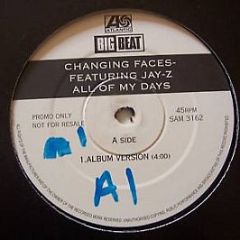 ATLANTIC
BIG BEAT
CHANGING FACES-
FEATURING JAY-Z
ALL OF MY DAYS
PROMO ONLY
NOT FOR RESALE
45RPM
SAM 3162
A SIDE
1.ALBUM VERSION (4:00)
A1
A1